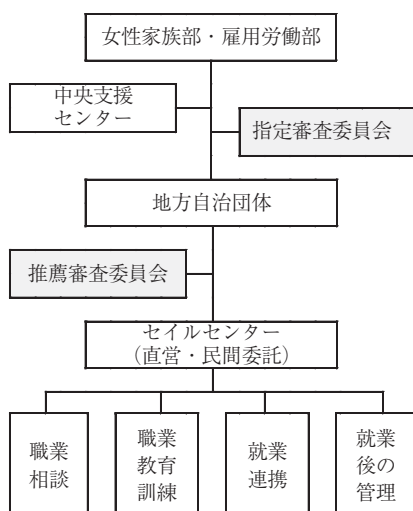 女性家族部・雇用労働部
中央支援
センター
指定審査委員会
地方自治団体
推薦審査委員会
セイルセンター
(直営・民間委託)
職業
相談
職業
教育
訓練
就業
連携
就業
後の
管理